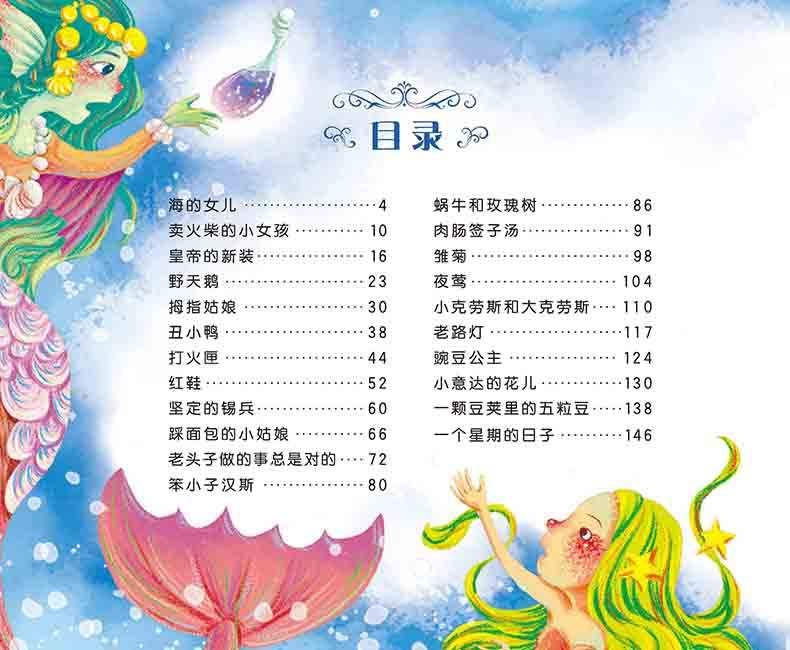 目录
海的女儿 ···················· 4
卖火柴的小女孩 ··········· 10
皇帝的新装 ················ 16
野天鹅 ····················· 23
拇指姑娘 ·················· 30
丑小鸭 ····················· 38
打火匣 ····················· 44
红鞋 ························ 52
坚定的锡兵 ················ 60
踩面包的小姑娘 ··········· 66
老头子做的事总是对的 ···· 72
笨小子汉斯 ··············· 80
蜗牛和玫瑰树 ············· 86
肉肠签子汤 ················ 91
雏菊 ························ 98
夜莺 ····················· 104
小克劳斯和大克劳斯 ···· 110
老路灯 ··················· 117
豌豆公主 ················ 124
小意达的花儿 ··········· 130
一颗豆荚里的五粒豆 ····· 138
一个星期的日子 ········· 146